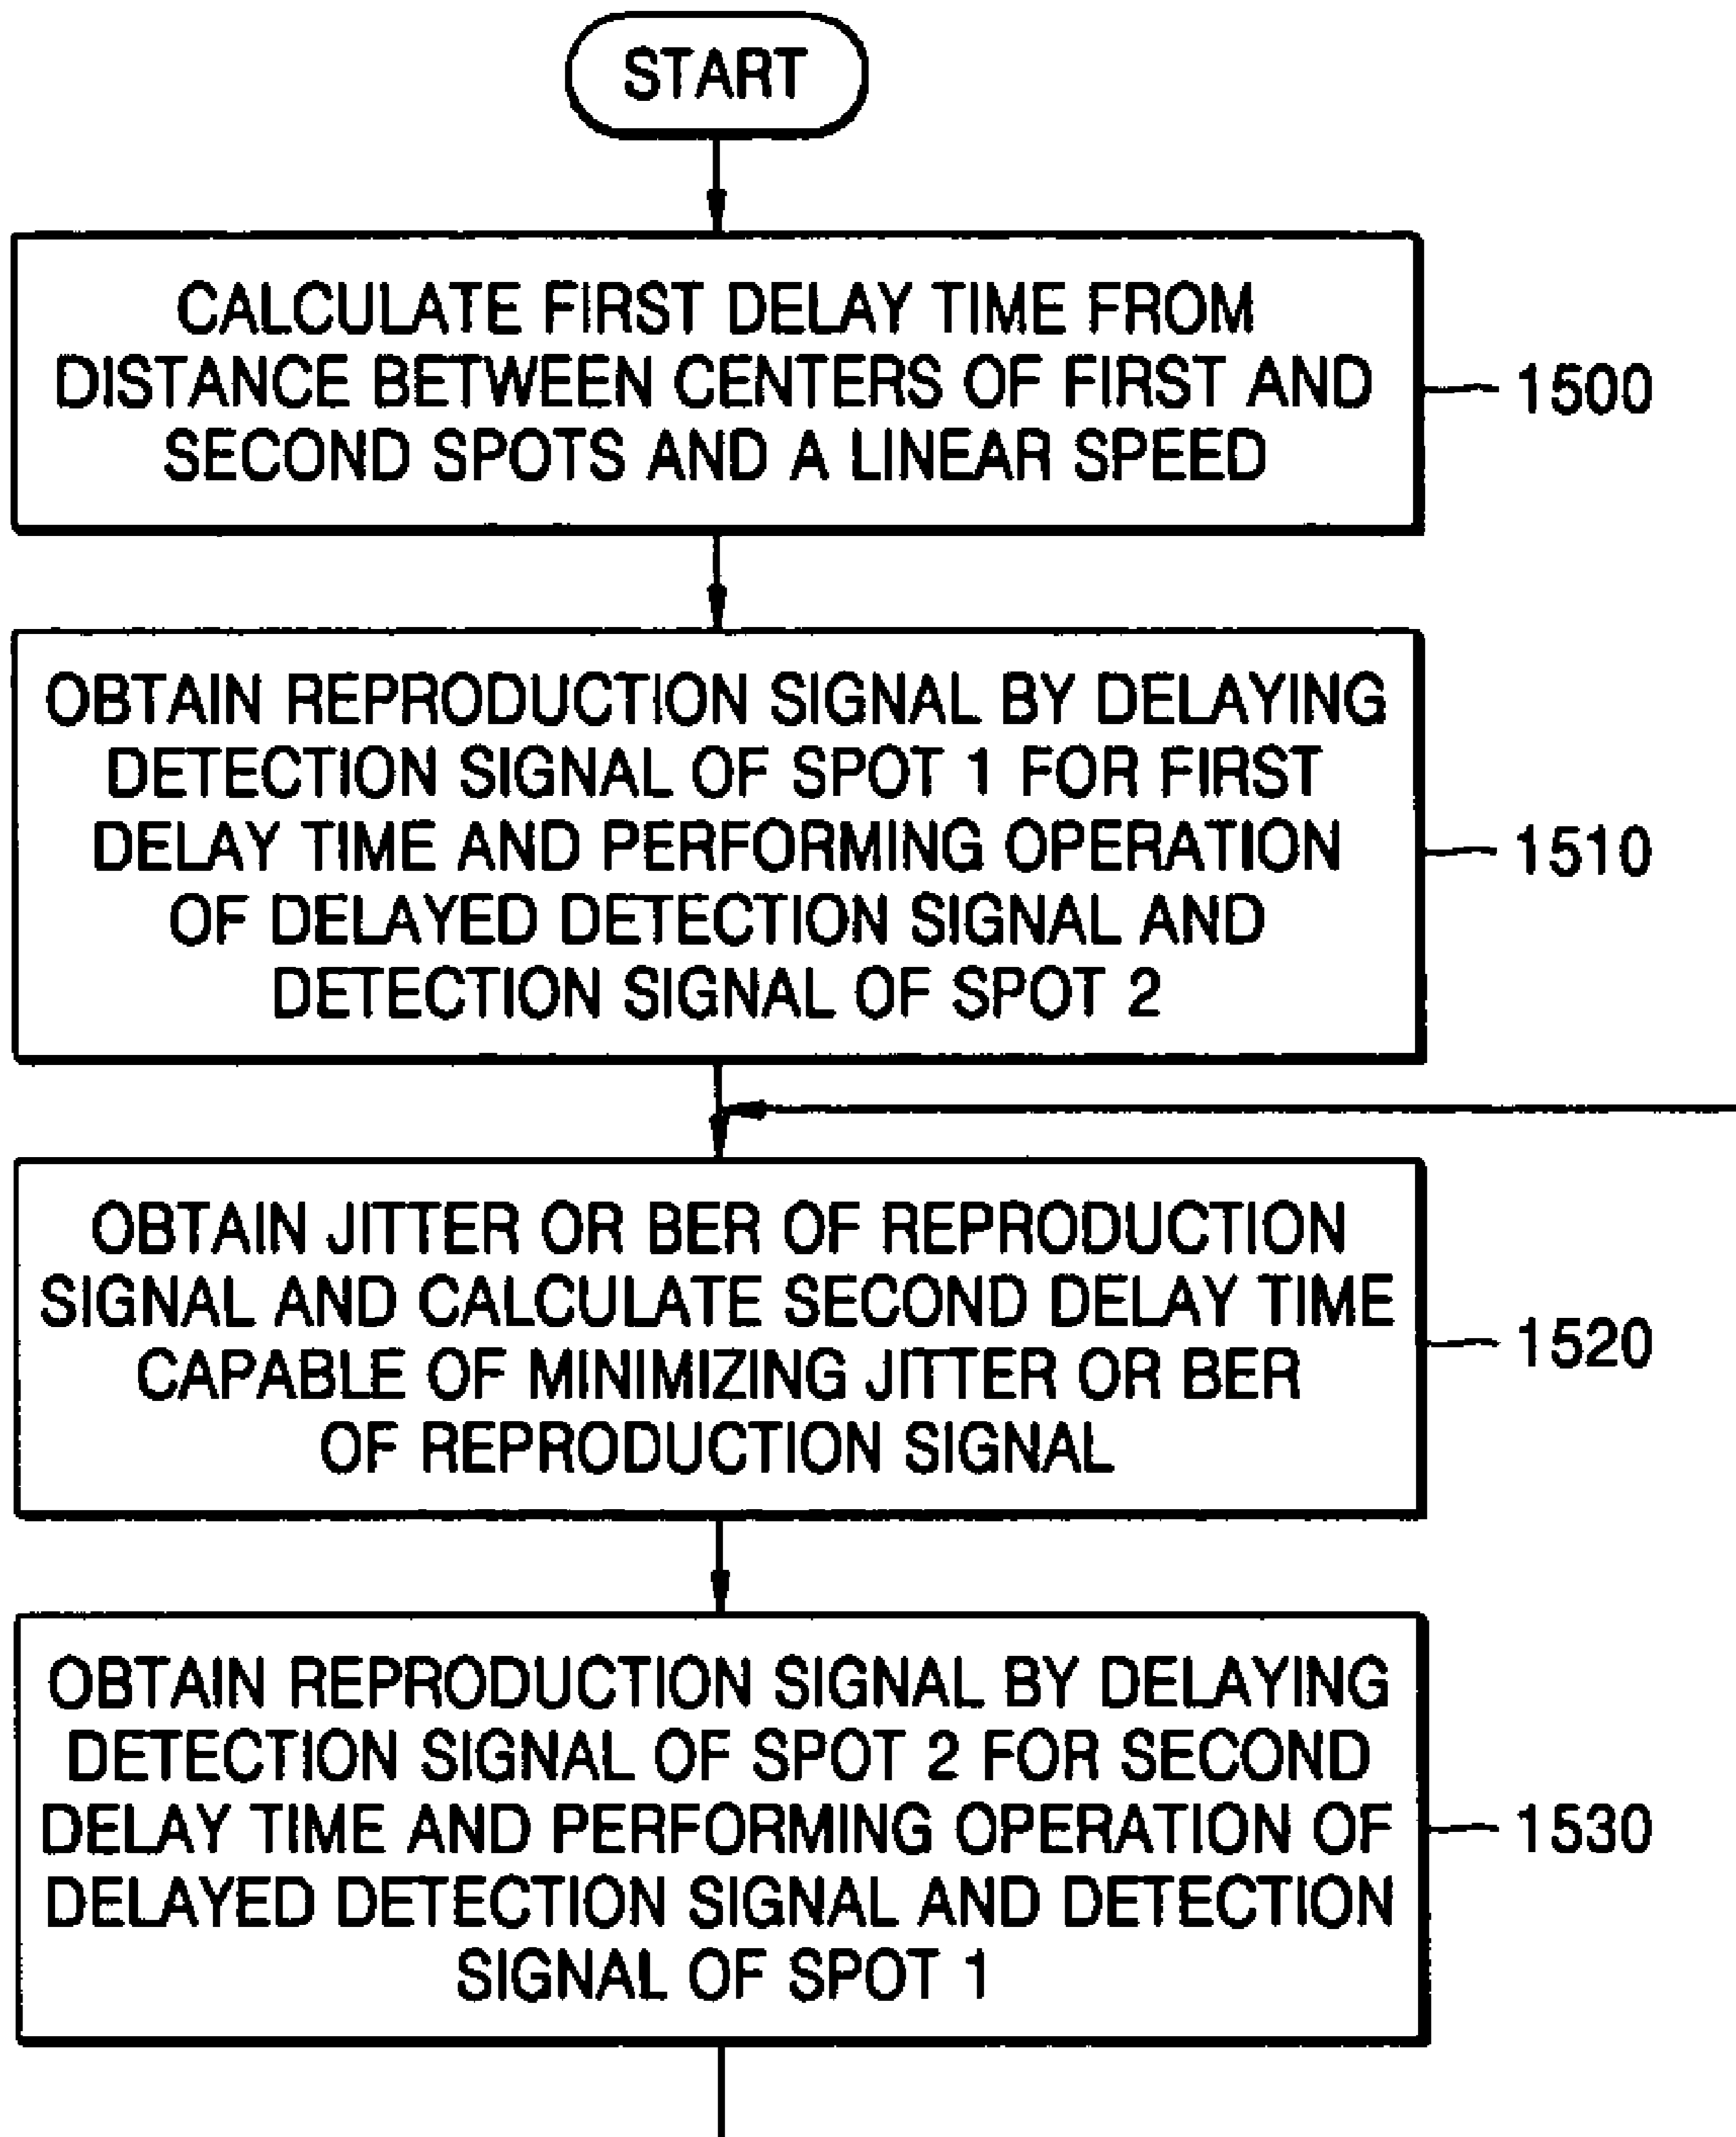 START
CALCULATE FIRST DELAY TIME FROM
DISTANCE BETWEEN CENTERS OF FIRST AND
SECOND SPOTS AND A LINEAR SPEED
1500
OBTAIN REPRODUCTION SIGNAL BY DELAYING
DETECTION SIGNAL OF SPOT 1 FOR FIRST
DELAY TIME AND PERFORMING OPERATION
OF DELAYED DETECTION SIGNAL AND
DETECTION SIGNAL OF SPOT 2
1510
OBTAIN JITTER OR BER OF REPRODUCTION
SIGNAL AND CALCULATE SECOND DELAY TIME
CAPABLE OF MINIMIZING JITTER OR BER
OF REPRODUCTION SIGNAL
1520
OBTAIN REPRODUCTION SIGNAL BY DELAYING
DETECTION SIGNAL OF SPOT 2 FOR SECOND
DELAY TIME AND PERFORMING OPERATION OF
DELAYED DETECTION SIGNAL AND DETECTION
SIGNAL OF SPOT 1
1530